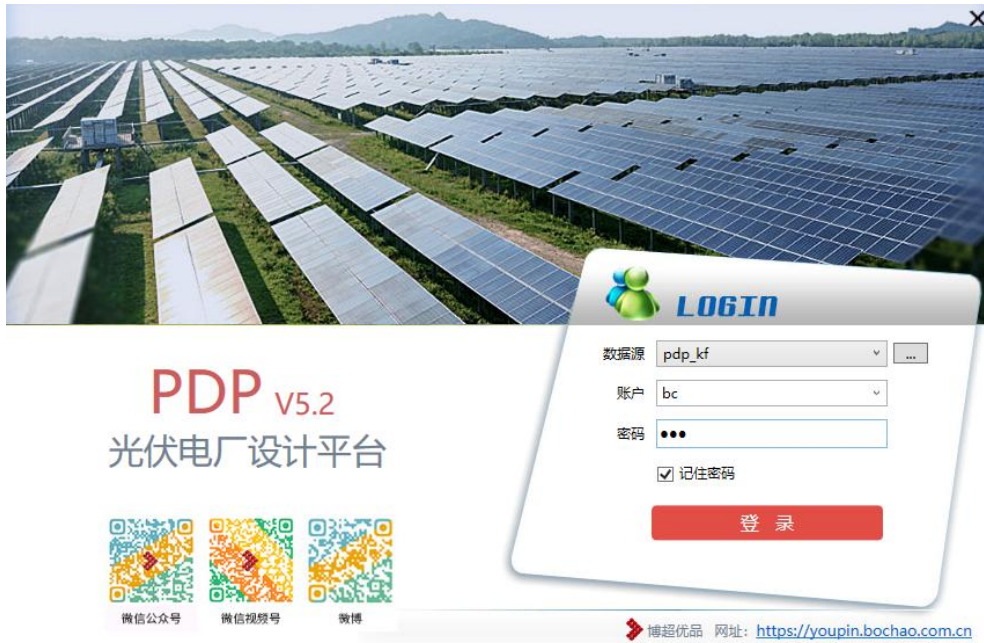 LOGIN
数据源 pdp_kf ...
账户 bc
密码
记住密码
登 录
PDP V5.2
光伏电厂设计平台
微信公众号 微信视频号 微博
博超优品 网址：https://youpin.bochao.com.cn